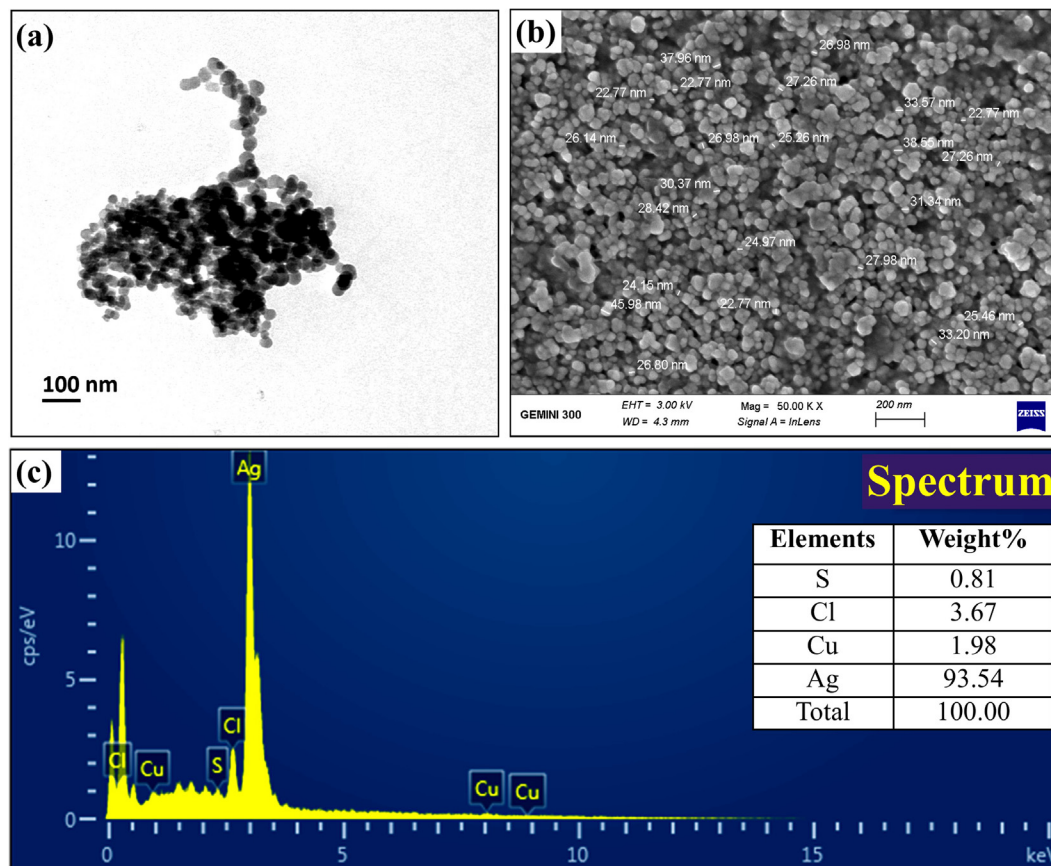 (a)
100 nm
(b)
26.98 nm
37.96 nm
22.77 nm
27.26 nm
22.77 nm
33.57 nm
22.77 nm
26.14 nm
26.98 nm
25.26 nm
38.55 nm
27.26 nm
30.37 nm
28.42 nm
31.34 nm
24.97 nm
27.98 nm
24.15 nm
45.98 nm
22.77 nm
25.46 nm
33.20 nm
26.80 nm
GEMINI 300
EHT = 3.00 kV
WD = 4.3 mm
Mag = 50.00 K X
Signal A = InLens
200 nm
ZEISS
(c)
Spectrum
Elements Weight%
S 0.81
Cl 3.67
Cu 1.98
Ag 93.54
Total 100.00
cps/eV
10
5
0
Ag
Cl
Cl
Cu
S
Cu
Cu
0 5 10 15 keV